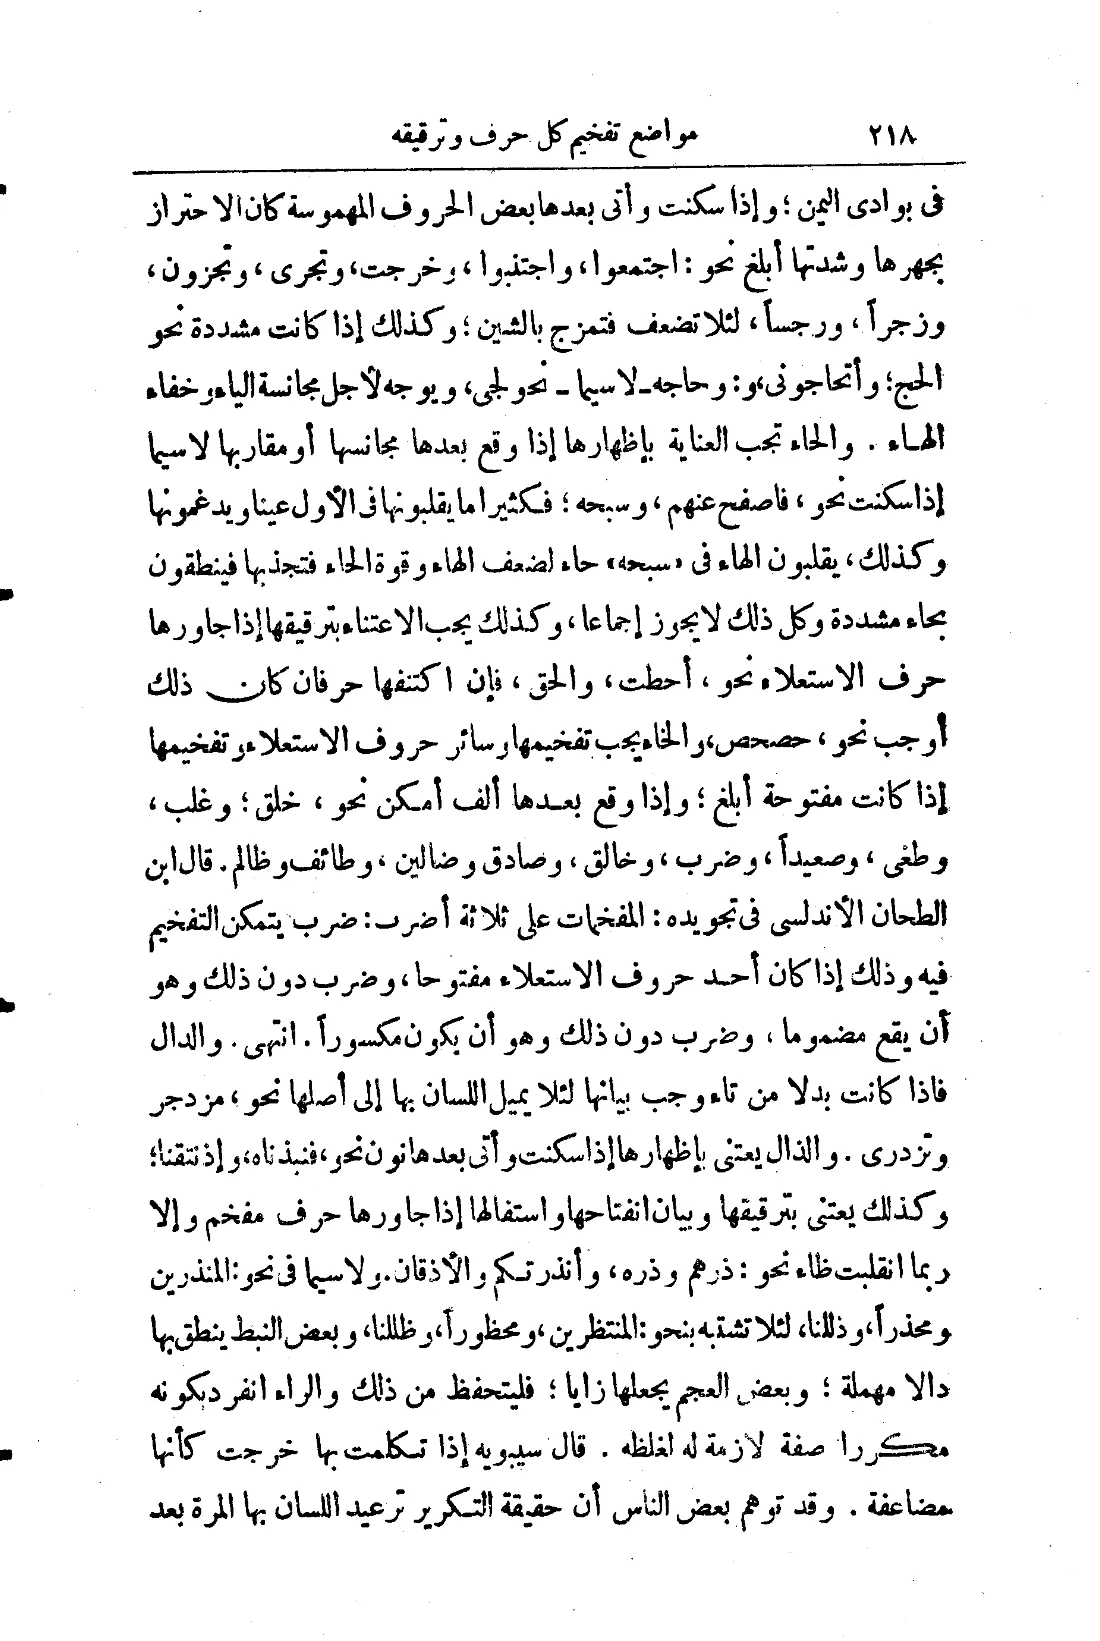 ٢١٨ مواضع تفخيم كل حرف وترقيقه
فى بوادى اليمن ؛ وإذا سكنت وأتى بعدها بعض الحروف المهموسة كان الاحتراز
بجهرها وشدتها أبلغ نحو : اجتمعوا ، واجتنبوا ، وخرجت، وتجرى ، وتجزون ،
وزجراً ، ورجساً ، لئلا تضعف فتمزج بالشين ؛ وكذلك إذا كانت مشددة نحو
الحج؛ وأتحاجونى، و: وحاجه ـ لاسيما ـ نحو لجى، ويوجه لأجل مجانسة الياء وخفاء
الهاء . والحاء تجب العناية بإظهارها إذا وقع بعدها مجانسها أو مقاربها لاسيما
إذا سكنت نحو ، فاصفح عنهم ، وسبحه ؛ فكثيرا ما يقلبونها فى الأول عينا ويدغمونها
وكذلك ، يقلبون الهاء فى «سبحه» حاء لضعف الهاء وقوة الحاء فتجذبها فينطقون
بحاء مشددة وكل ذلك لا يجوز إجماعا ، وكذلك يجب الاعتناء بترقيقها إذا جاورها
حرف الاستعلاء نحو ، أحطت ، والحق ، فإن اكتنفها حرفان كان ذلك
أوجب نحو ، حصحص، والخاء يجب تفخيمها وسائر حروف الاستعلاء وتفخيمها
إذا كانت مفتوحة أبلغ ؛ وإذا وقع بعدها ألف أمكن نحو ، خلق ؛ وغلب ،
وطغى ، وصعيداً ، وضرب ، وخالق ، وصادق وضالين ، وطائف وظالم . قال ابن
الطحان الأندلسى فى تجويده : المفخمات على ثلاثة أضرب : ضرب يتمكن التفخيم
فيه وذلك إذا كان أحد حروف الاستعلاء مفتوحا ، وضرب دون ذلك وهو
أن يقع مضموما ، وضرب دون ذلك وهو أن يكون مكسوراً . انتهى . والدال
فاذا كانت بدلا من تاء وجب بيانها لئلا يميل اللسان بها إلى أصلها نحو ، مزدجر
وتزدرى . والذال يعتنى بإظهارها إذا سكنت وأتى بعدها نون نحو، فنبذناه، وإذ نتقنا؛
وكذلك يعتنى بترقيقها وبيان انفتاحها واستفالها إذا جاورها حرف مفخم وإلا
ربما انقلبت ظاء نحو : ذرهم وذره ، وأنذرتكم والأذقان . ولاسيما فى نحو : المنذرين
ومحذراً، وذللنا، لئلا تشتبه بنحو : المنتظرين ، ومحظوراً، وظللنا، وبعض النبط ينطق بها
دالا مهملة ؛ وبعض العجم يجعلها زايا ؛ فليتحفظ من ذلك والراء انفرد بكونه
مكررا صفة لازمة له لغلظه . قال سيبويه إذا تكلمت بها خرجت كأنها
مضاعفة . وقد توهم بعض الناس أن حقيقة التكرير ترعيد اللسان بها المرة بعد